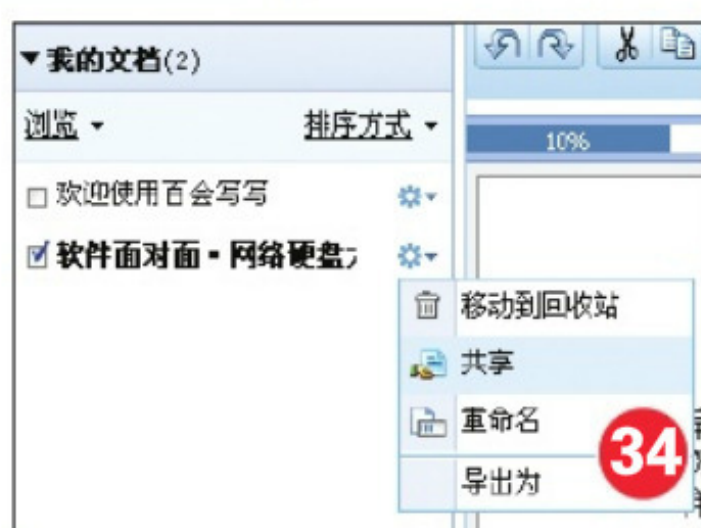 ▼我的文档(2)
浏览 ▼ 排序方式 ▼
10%
欢迎使用百会写写
软件面对面·网络硬盘
移动到回收站
共享
重命名
34
导出为